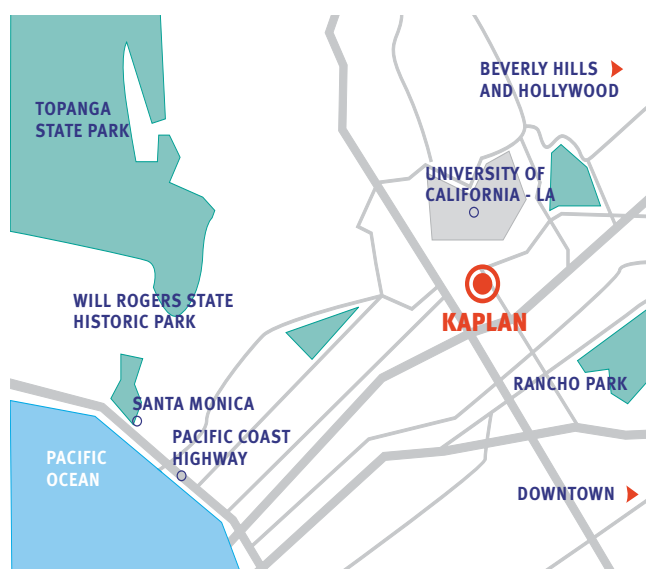 BEVERLY HILLS
AND HOLLYWOOD
TOPANGA
STATE PARK
UNIVERSITY OF
CALIFORNIA - LA
WILL ROGERS STATE
HISTORIC PARK
KAPLAN
RANCHO PARK
SANTA MONICA
PACIFIC COAST
HIGHWAY
PACIFIC
OCEAN
DOWNTOWN